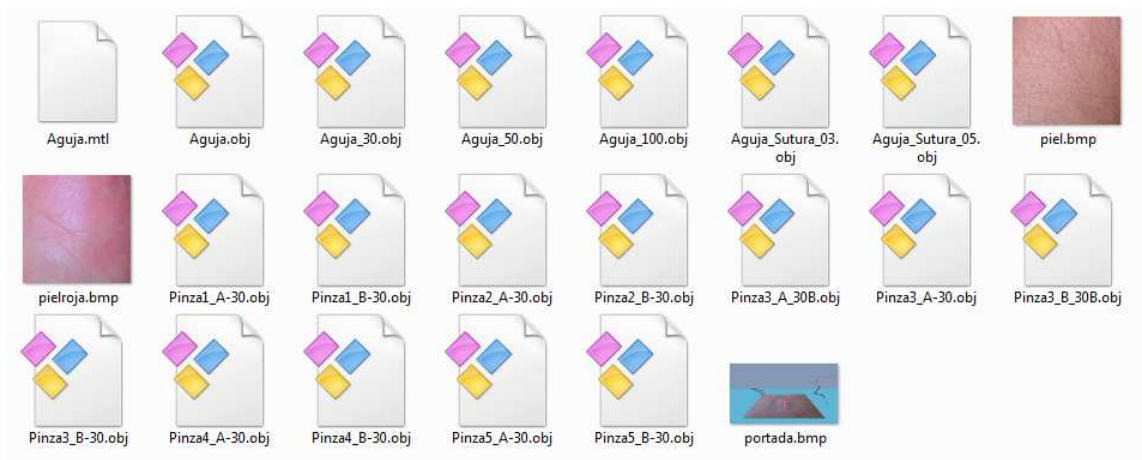 Aguja.mtl
Aguja.obj
Aguja_30.obj
Aguja_50.obj
Aguja_100.obj
Aguja_Sutura_03.
obj
Aguja_Sutura_05.
obj
piel.bmp
pielroja.bmp
Pinza1_A-30.obj
Pinza1_B-30.obj
Pinza2_A-30.obj
Pinza2_B-30.obj
Pinza3_A_30B.obj
Pinza3_A-30.obj
Pinza3_B_30B.obj
Pinza3_B-30.obj
Pinza4_A-30.obj
Pinza4_B-30.obj
Pinza5_A-30.obj
Pinza5_B-30.obj
portada.bmp